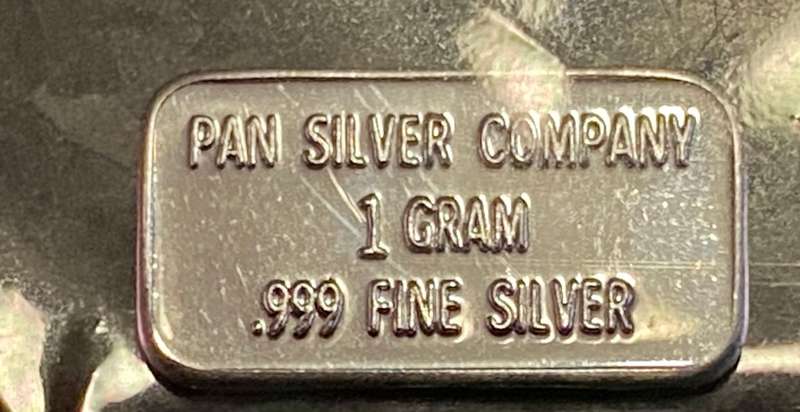 PAN SILVER COMPANY
1 GRAM
.999 FINE SILVER